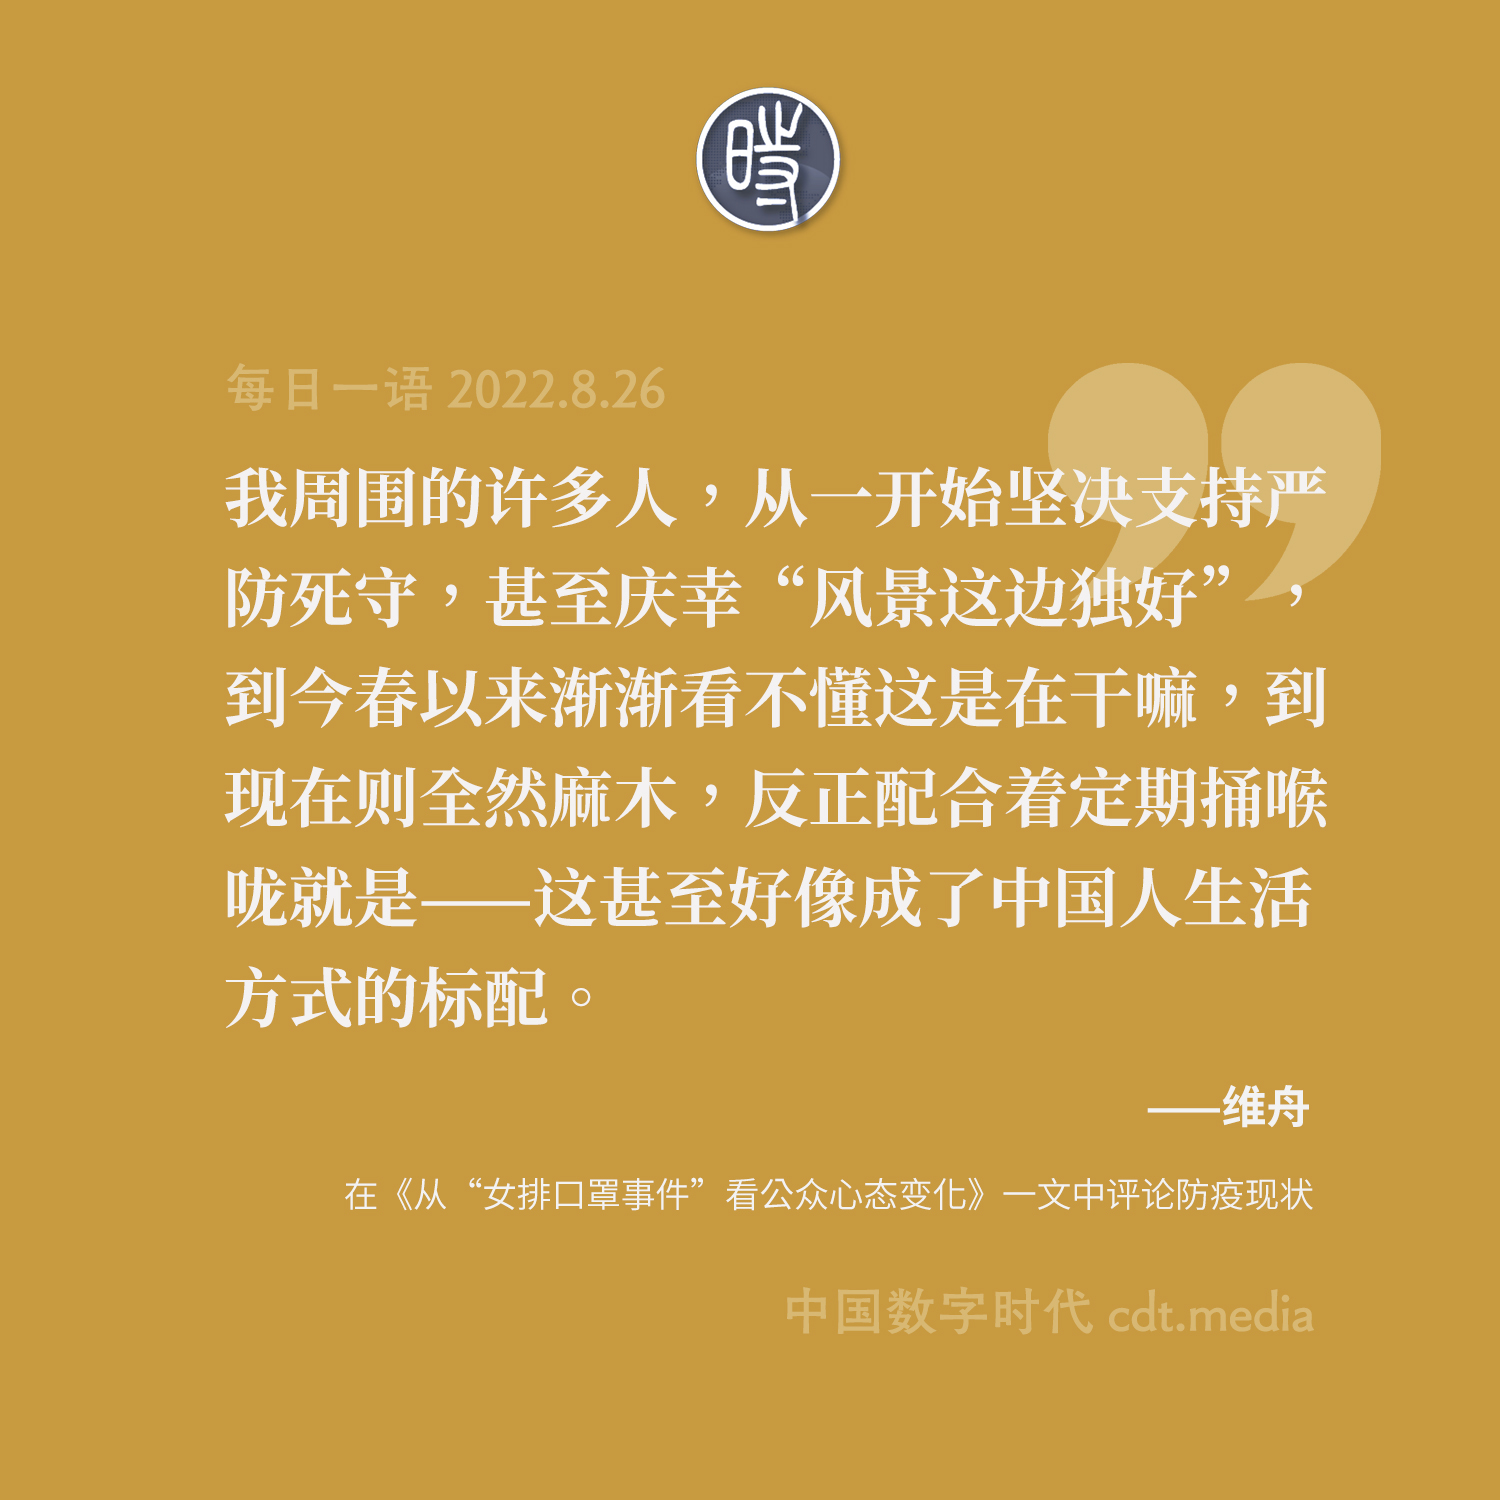 時
每日一语 2022.8.26
我周围的许多人，从一开始坚决支持严
防死守，甚至庆幸“风景这边独好”，
到今春以来渐渐看不懂这是在干嘛，到
现在则全然麻木，反正配合着定期捅喉
咙就是——这甚至好像成了中国人生活
方式的标配。
——维舟
在《从“女排口罩事件”看公众心态变化》一文中评论防疫现状
中国数字时代 cdt.media